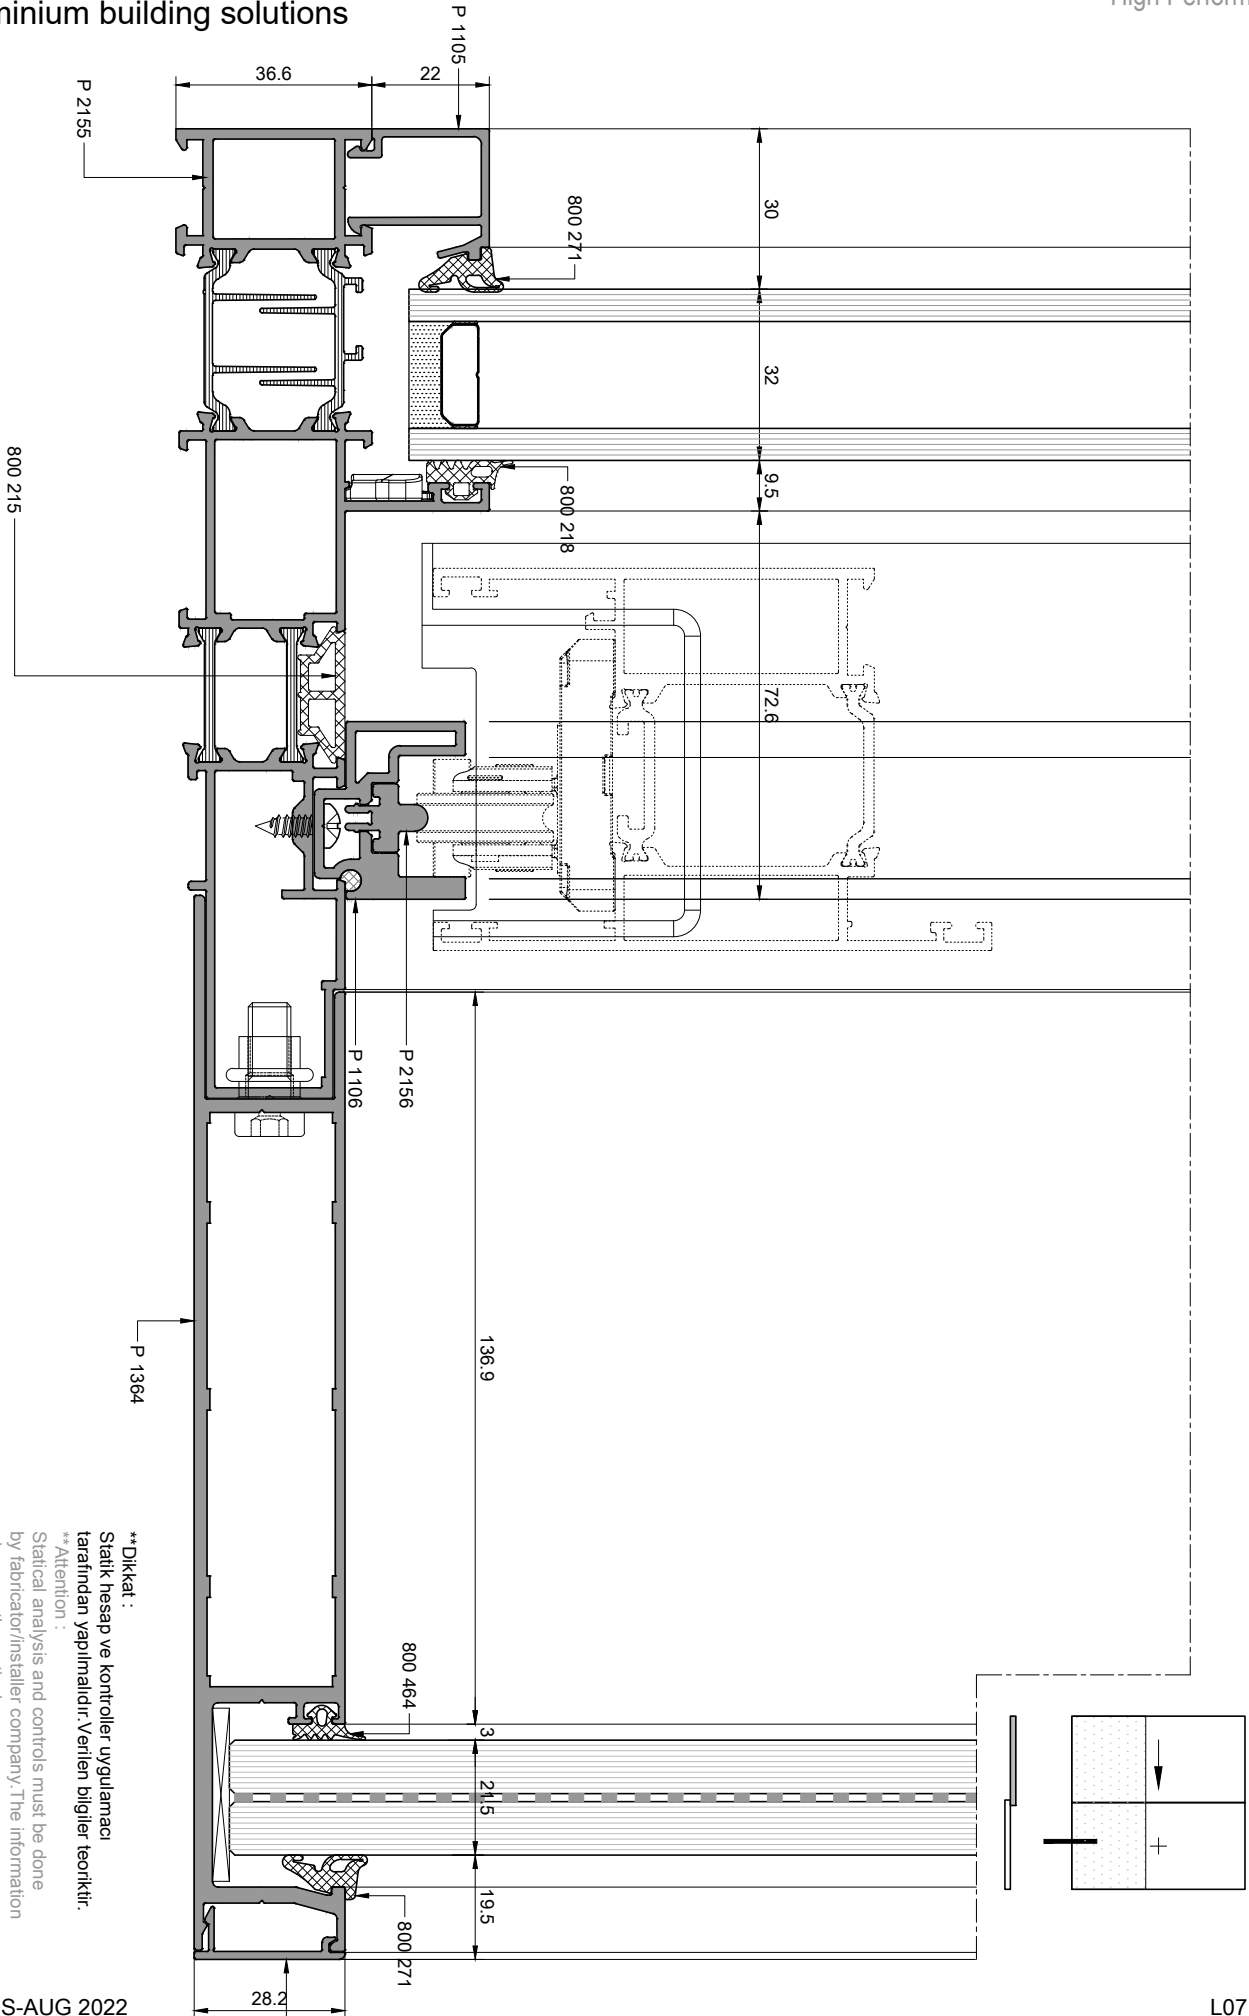 minium building solutions
P 1105
36.6
22
P 2155
30
800 271
32
9.5
800 218
800 215
72.6
P 2156
P 1106
136.9
P 1364
800 464
3
21.5
19.5
800 271
28.2
**Dikkat :
Statik hesap ve kontroller uygulamacı
tarafından yapılmalıdır.Verilen bilgiler teoriktir.
**Attention :
Statical analysis and controls must be done
by fabricator/installer company.The information
S-AUG 2022
L07